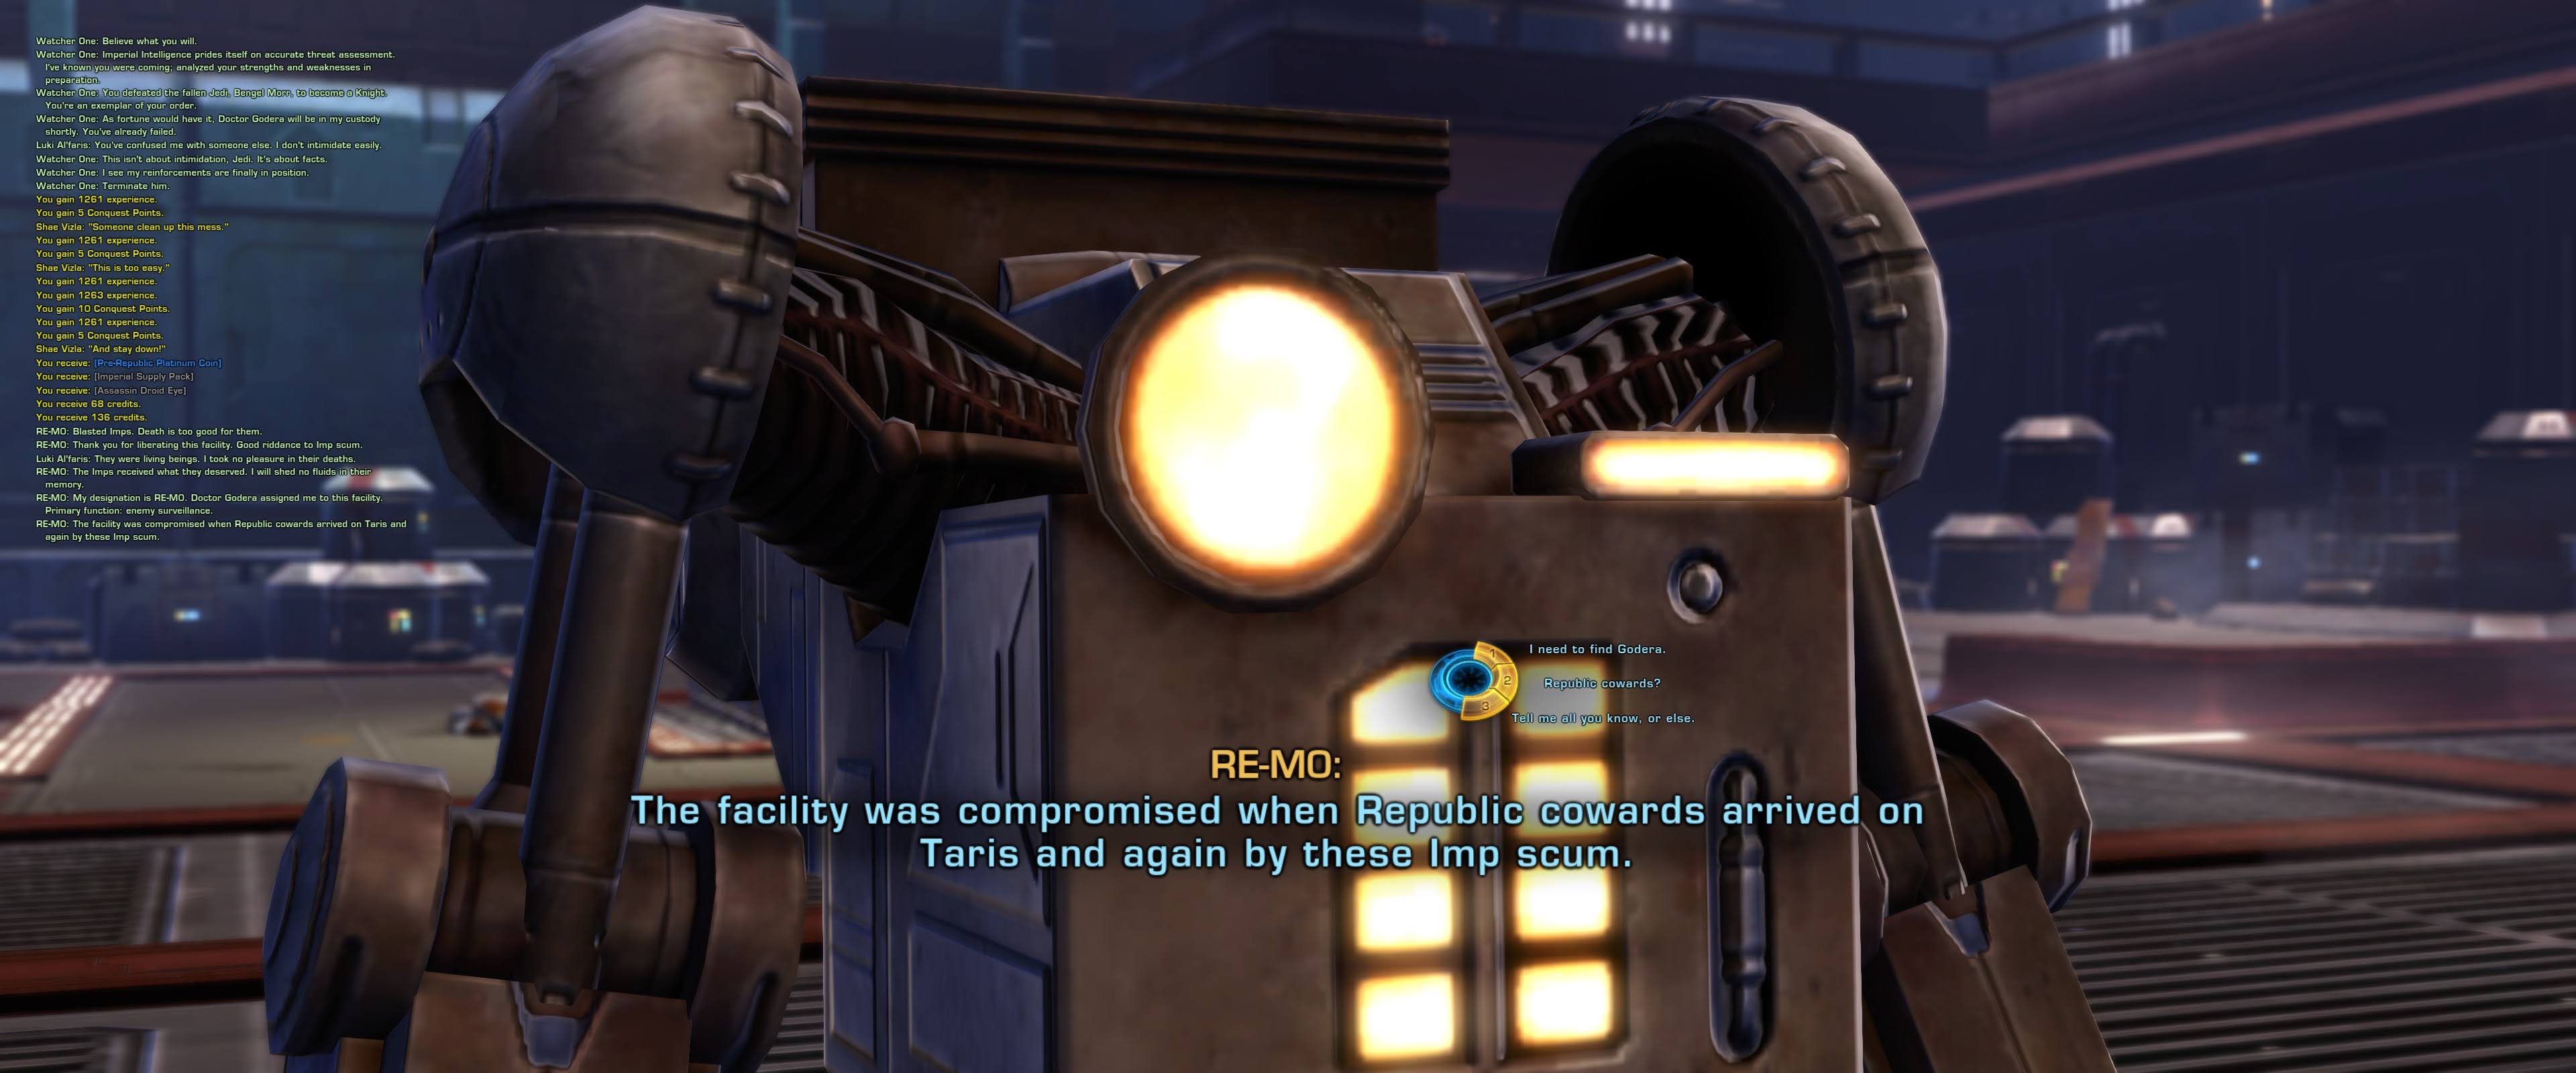 Watcher One: Believe what you will.
Watcher One: Imperial Intelligence prides itself on accurate threat assessment.
I've known you were coming; analyzed your strengths and weaknesses in
preparation.
Watcher One: You defeated the fallen Jedi, Bengel Morr, to become a Knight.
You're an exemplar of your order.
Watcher One: As fortune would have it, Doctor Godera will be in my custody
shortly. You've already failed.
Luki Al'faris: You've confused me with someone else. I don't intimidate easily.
Watcher One: This isn't about intimidation, Jedi. It's about facts.
Watcher One: I see my reinforcements are finally in position.
Watcher One: Terminate him.
You gain 1261 experience.
You gain 5 Conquest Points.
Shae Vizla: "Someone clean up this mess."
You gain 1261 experience.
You gain 5 Conquest Points.
Shae Vizla: "This is too easy."
You gain 1261 experience.
You gain 1263 experience.
You gain 10 Conquest Points.
You gain 1261 experience.
You gain 5 Conquest Points.
Shae Vizla: "And stay down!"
You receive: [Pre-Republic Platinum Coin]
You receive: [Imperial Supply Pack]
You receive: [Assassin Droid Eye]
You receive 68 credits.
You receive 136 credits.
RE-M0: Blasted Imps. Death is too good for them.
RE-M0: Thank you for liberating this facility. Good riddance to Imp scum.
Luki Al'faris: They were living beings. I took no pleasure in their deaths.
RE-M0: The Imps received what they deserved. I will shed no fluids in their
memory.
RE-M0: My designation is RE-M0. Doctor Godera assigned me to this facility.
Primary function: enemy surveillance.
RE-M0: The facility was compromised when Republic cowards arrived on Taris and
again by these Imp scum.
1 I need to find Godera.
2 Republic cowards?
3 Tell me all you know, or else.
RE-M0:
The facility was compromised when Republic cowards arrived on
Taris and again by these Imp scum.